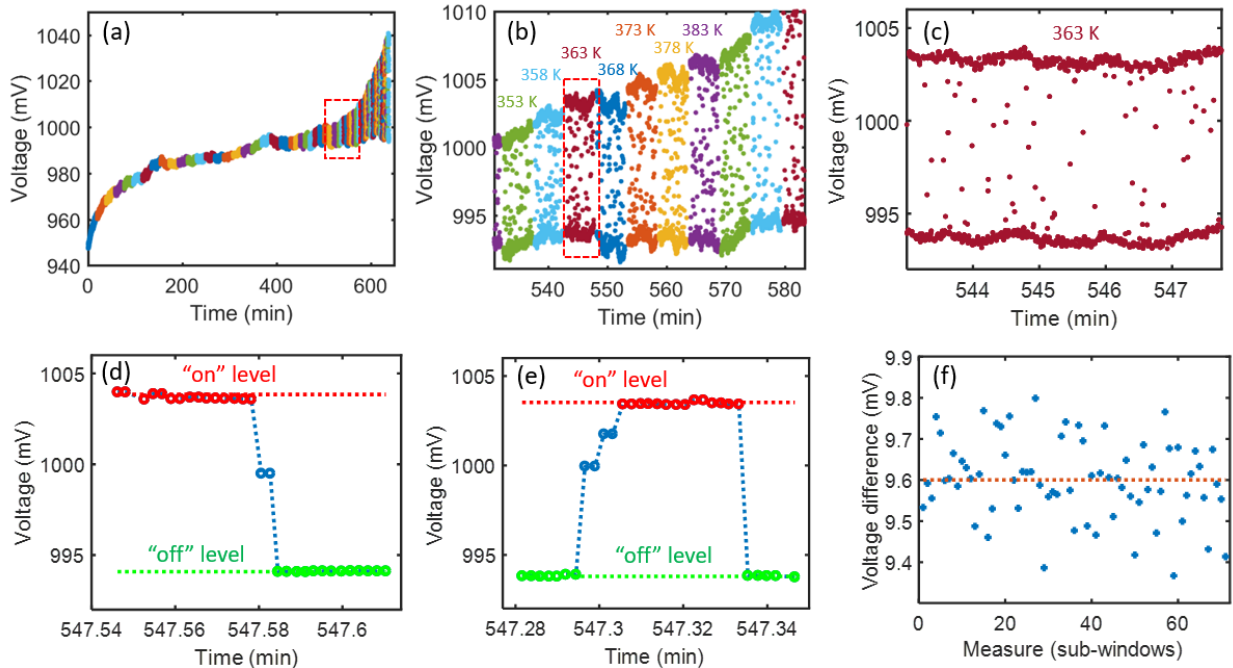 (a)
Voltage (mV)
1040
1020
1000
980
960
940
0
200
400
600
Time (min)
(b)
Voltage (mV)
1010
1005
1000
995
353 K
358 K
363 K
368 K
373 K
378 K
383 K
540
550
560
570
580
Time (min)
(c)
363 K
Voltage (mV)
1005
1000
995
544
545
546
547
Time (min)
(d)
"on" level
"off" level
Voltage (mV)
1005
1000
995
547.54
547.56
547.58
547.6
Time (min)
(e)
"on" level
"off" level
Voltage (mV)
1005
1000
995
547.28
547.3
547.32
547.34
Time (min)
(f)
Voltage difference (mV)
9.9
9.8
9.7
9.6
9.5
9.4
0
20
40
60
Measure (sub-windows)